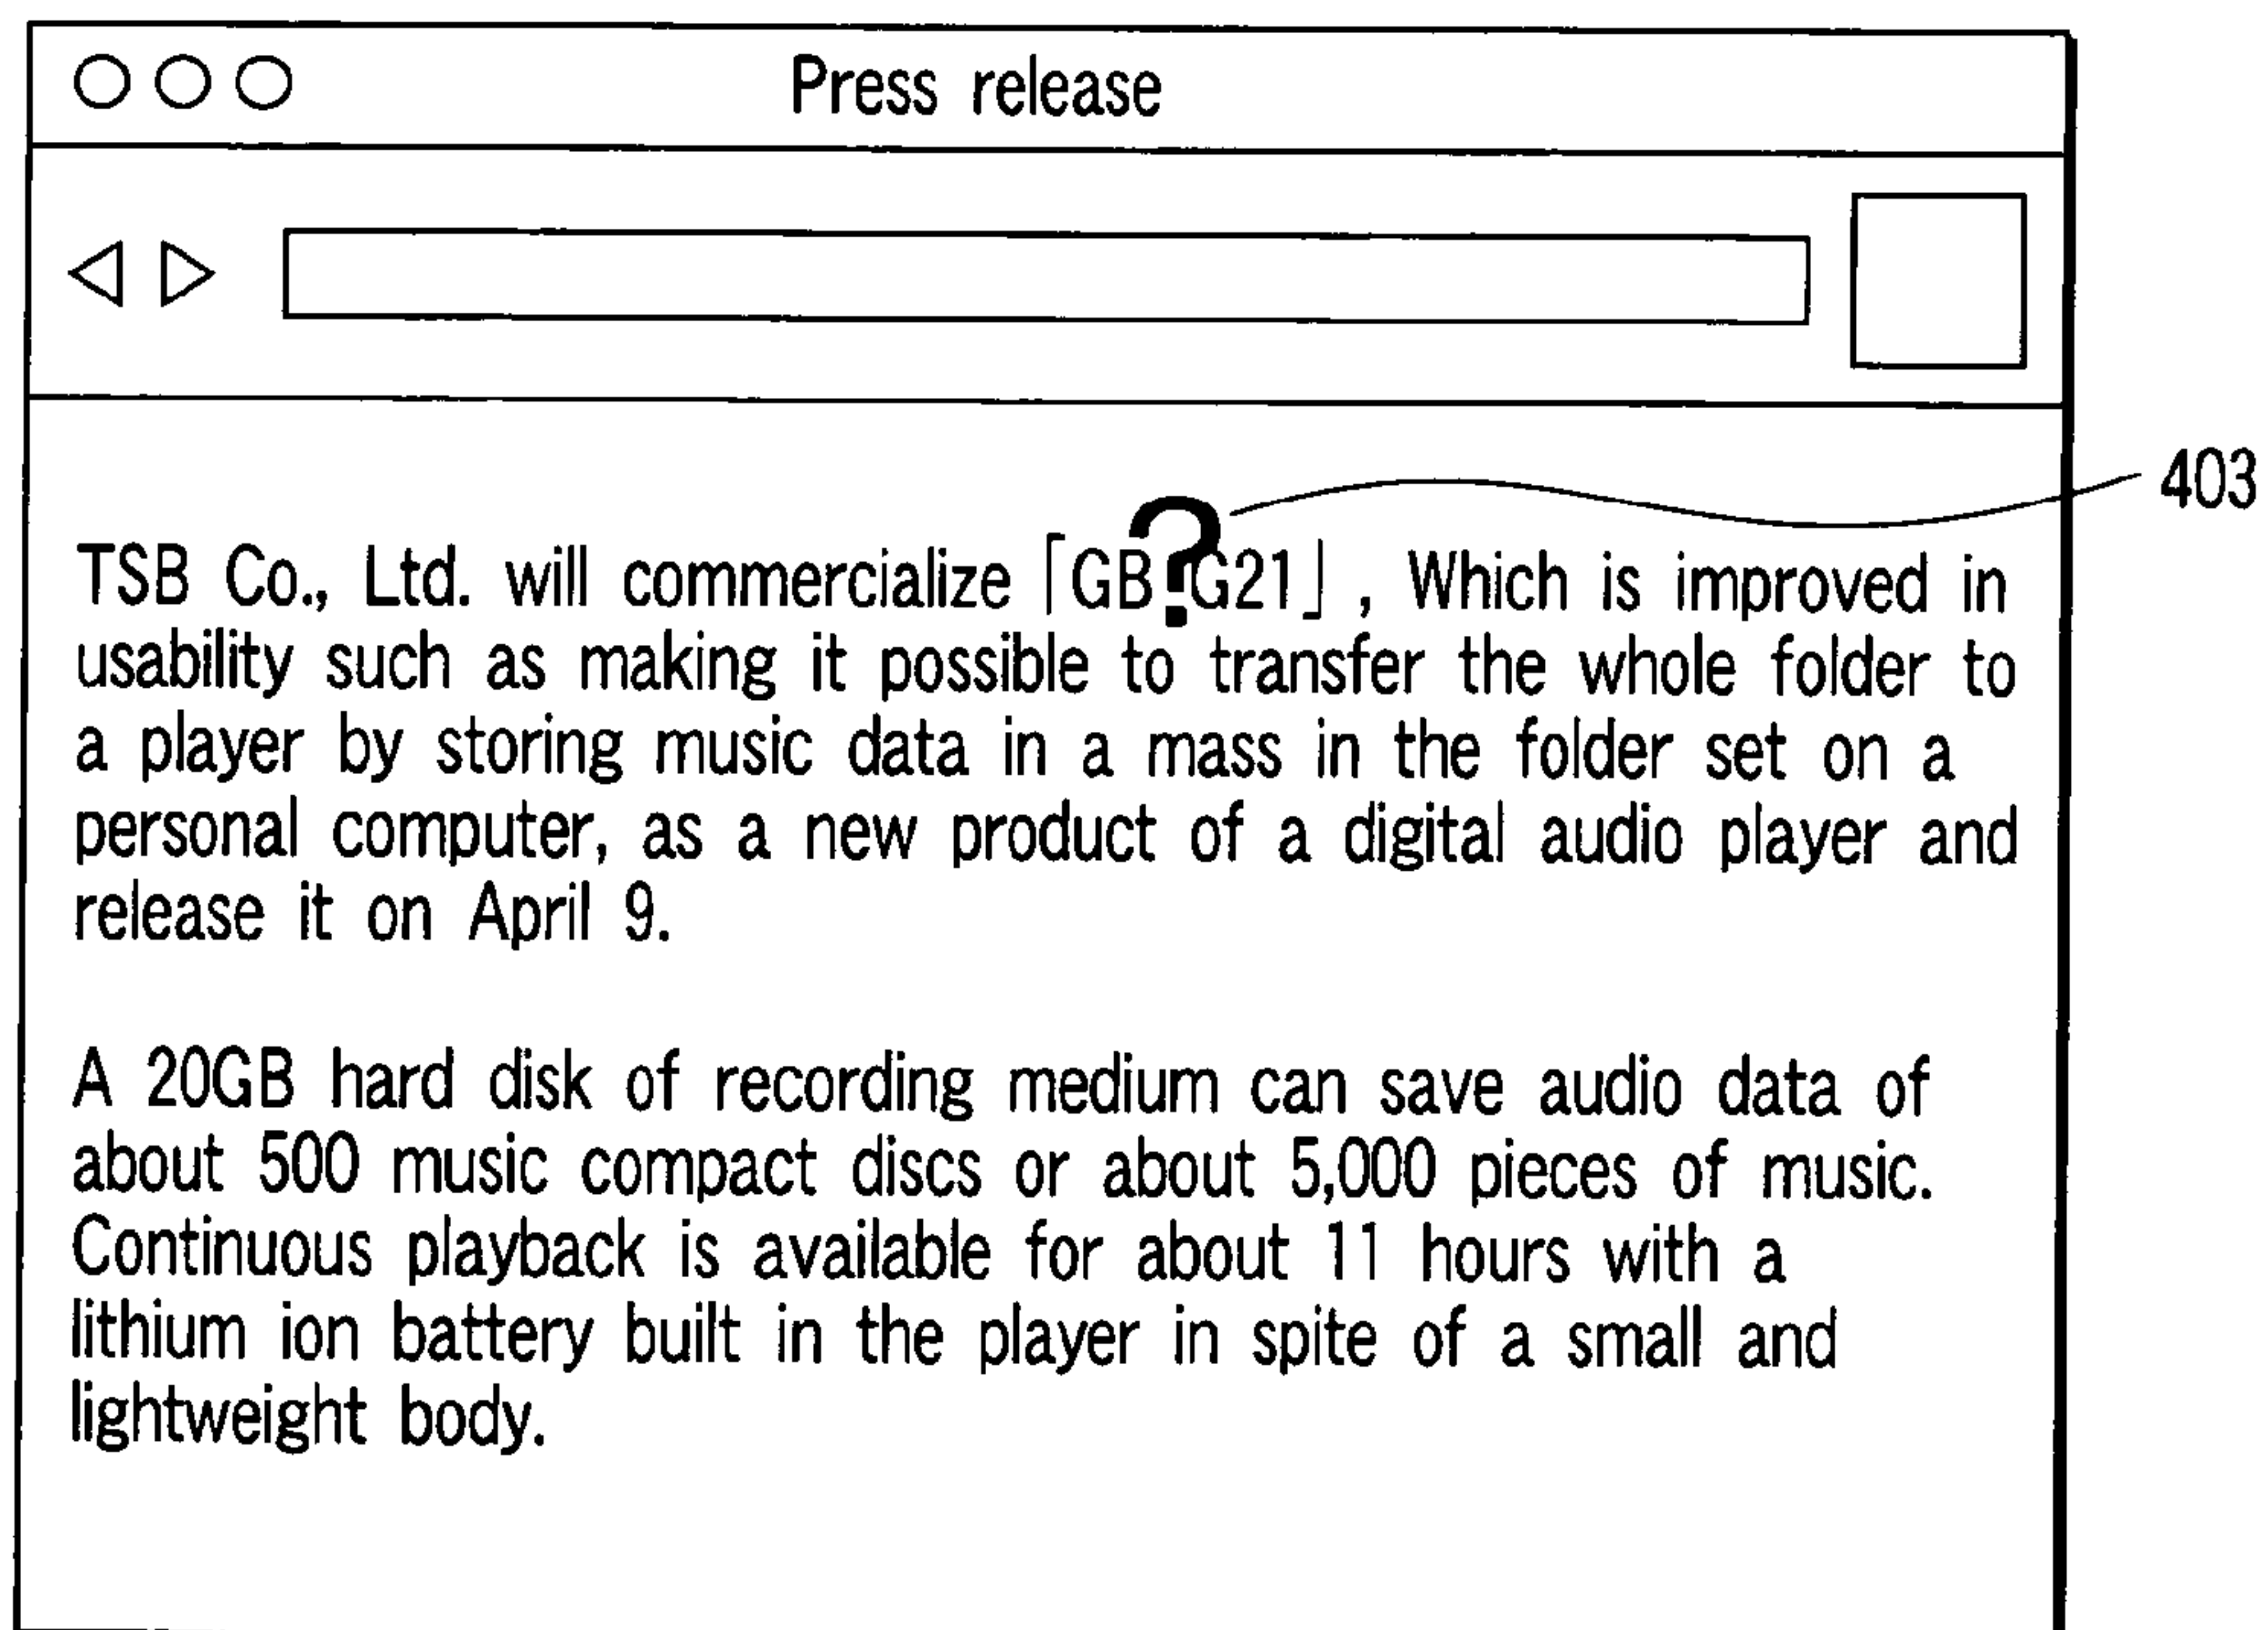 Press release
403
TSB Co., Ltd. will commercialize ｢GB?G21｣ , Which is improved in
usability such as making it possible to transfer the whole folder to
a player by storing music data in a mass in the folder set on a
personal computer, as a new product of a digital audio player and
release it on April 9.
A 20GB hard disk of recording medium can save audio data of
about 500 music compact discs or about 5,000 pieces of music.
Continuous playback is available for about 11 hours with a
lithium ion battery built in the player in spite of a small and
lightweight body.